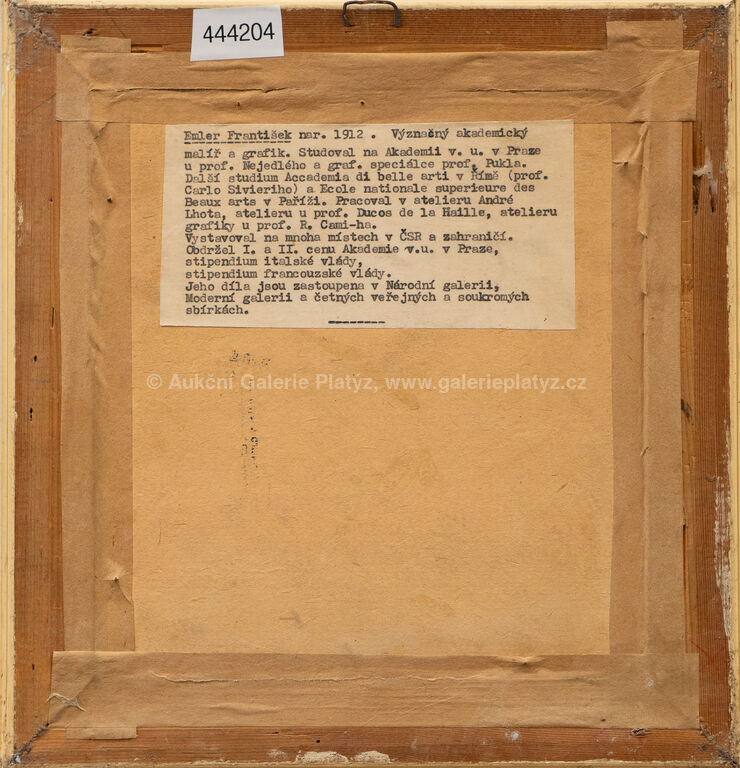 444204
Emler František nar. 1912 . Význačný akademický
malíř a grafik. Studoval na Akademii v. u. v Praze
u prof. Nejedlého a graf. speciálce prof. Pukla.
Další studium Accademia di belle arti v Římě (prof.
Carlo Sivieriho) a Ecole nationale superieure des
Beaux arts v Paříži. Pracoval v atelieru André
Lhota, atelieru u prof. Ducos de la Haille, atelieru
grafiky u prof. R. Cami-ha.
Vystavoval na mnoha místech v ČSR a zahraničí.
Obdržel I. a II. cenu Akademie v.u. v Praze,
stipendium italské vlády,
stipendium francouzské vlády.
Jeho díla jsou zastoupena v Národní galerii,
Moderní galerii a četných veřejných a soukromých
sbírkách.
© Aukční Galerie Platýz, www.galerieplatyz.cz